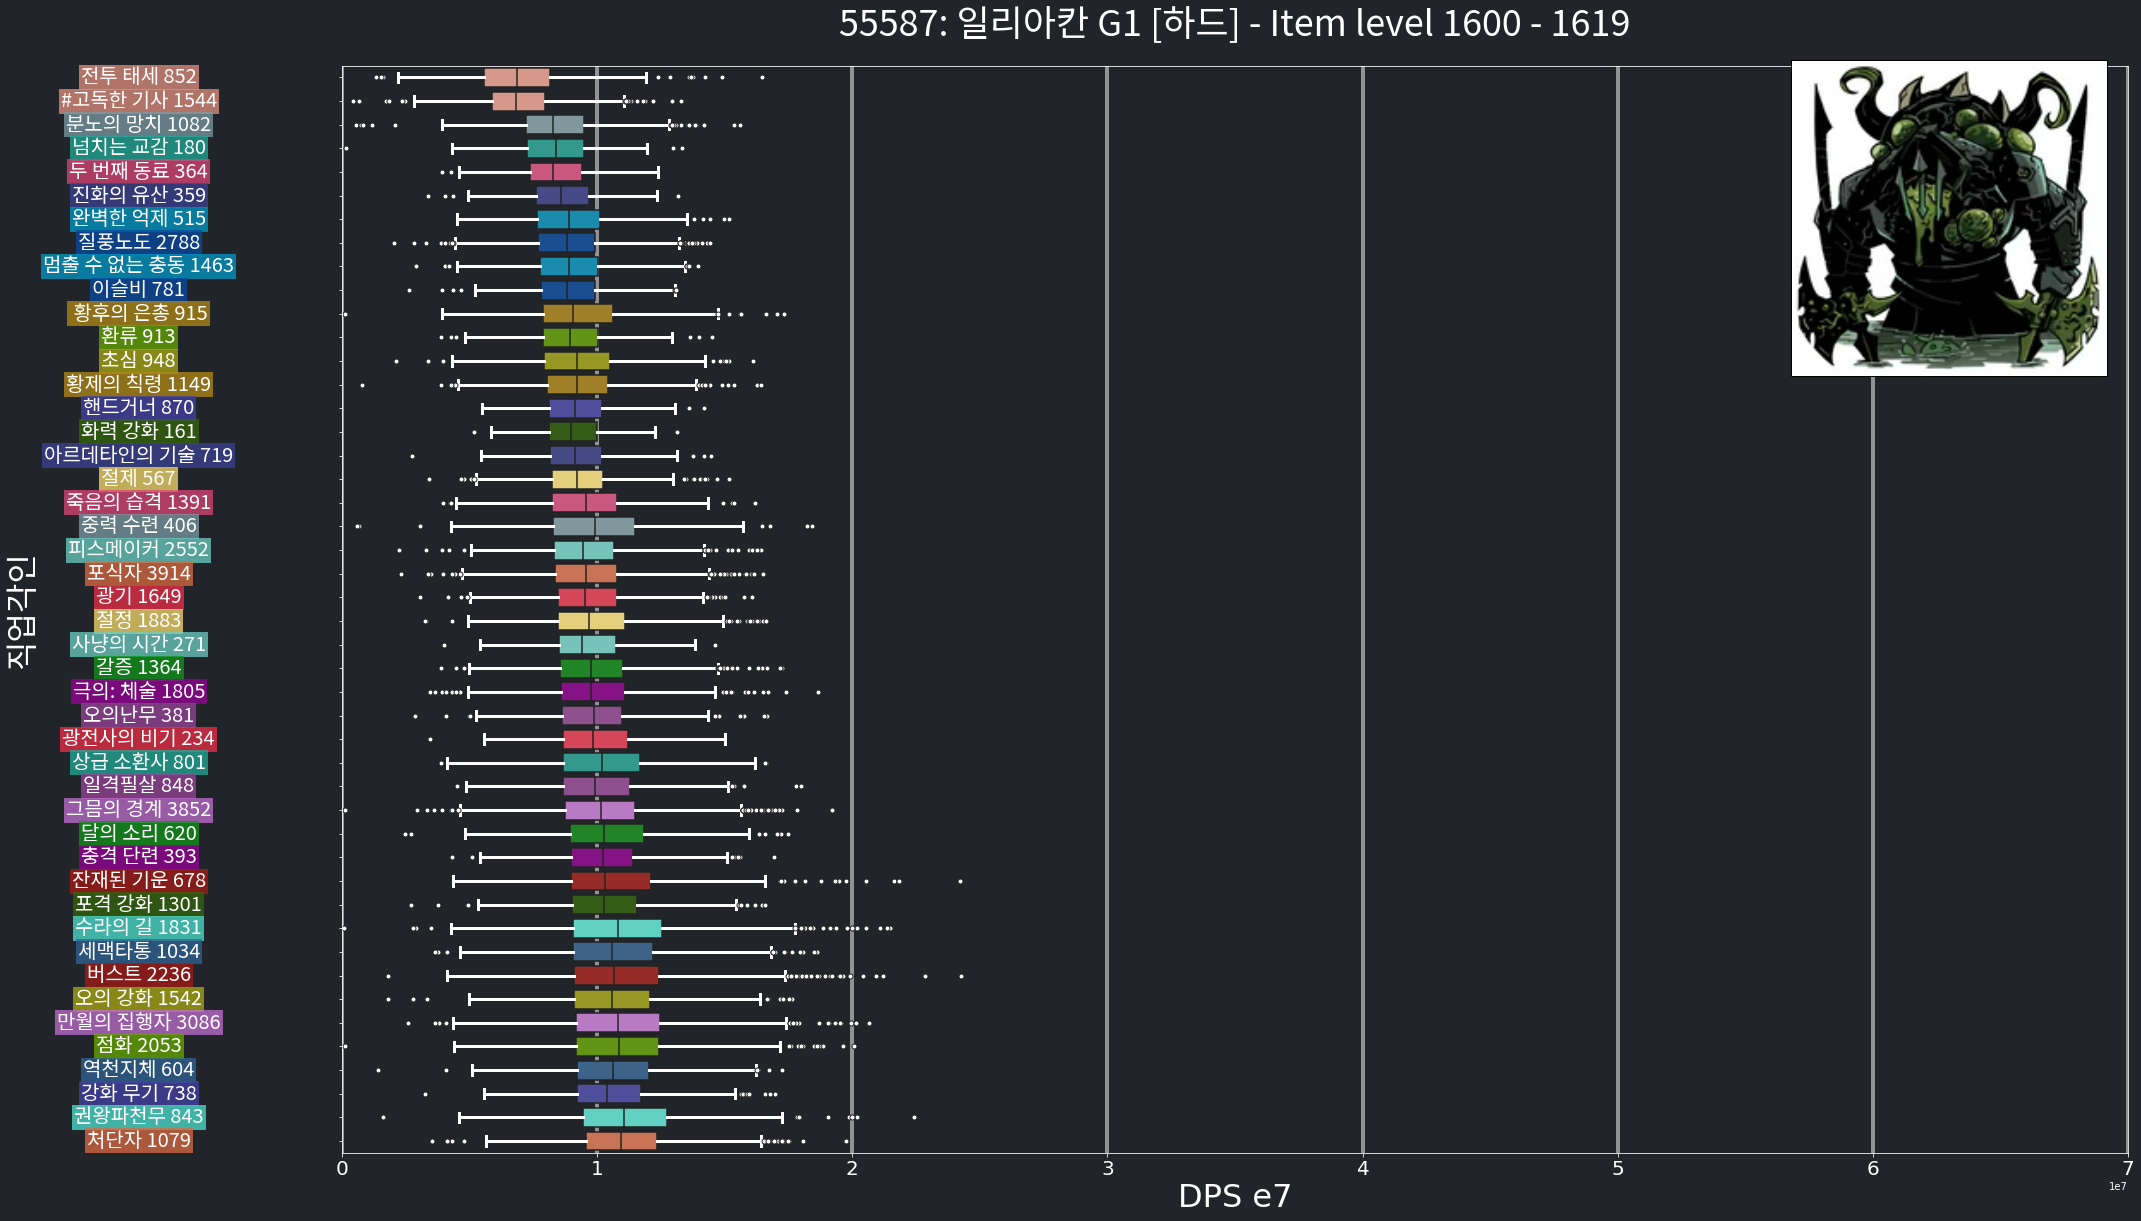 55587: 일리아칸 G1 [하드] - Item level 1600 - 1619
전투 태세 852
#고독한 기사 1544
분노의 망치 1082
넘치는 교감 180
두 번째 동료 364
진화의 유산 359
완벽한 억제 515
질풍노도 2788
멈출 수 없는 충동 1463
이슬비 781
황후의 은총 915
환류 913
초심 948
황제의 칙령 1149
핸드거너 870
화력 강화 161
아르데타인의 기술 719
절제 567
죽음의 습격 1391
중력 수련 406
피스메이커 2552
포식자 3914
광기 1649
절정 1883
사냥의 시간 271
갈증 1364
극의: 체술 1805
오의난무 381
광전사의 비기 234
상급 소환사 801
일격필살 848
그믐의 경계 3852
달의 소리 620
충격 단련 393
잔재된 기운 678
포격 강화 1301
수라의 길 1831
세맥타통 1034
버스트 2236
오의 강화 1542
만월의 집행자 3086
점화 2053
역천지체 604
강화 무기 738
권왕파천무 843
처단자 1079
직업각인
0 1 2 3 4 5 6 7
1e7
DPS e7